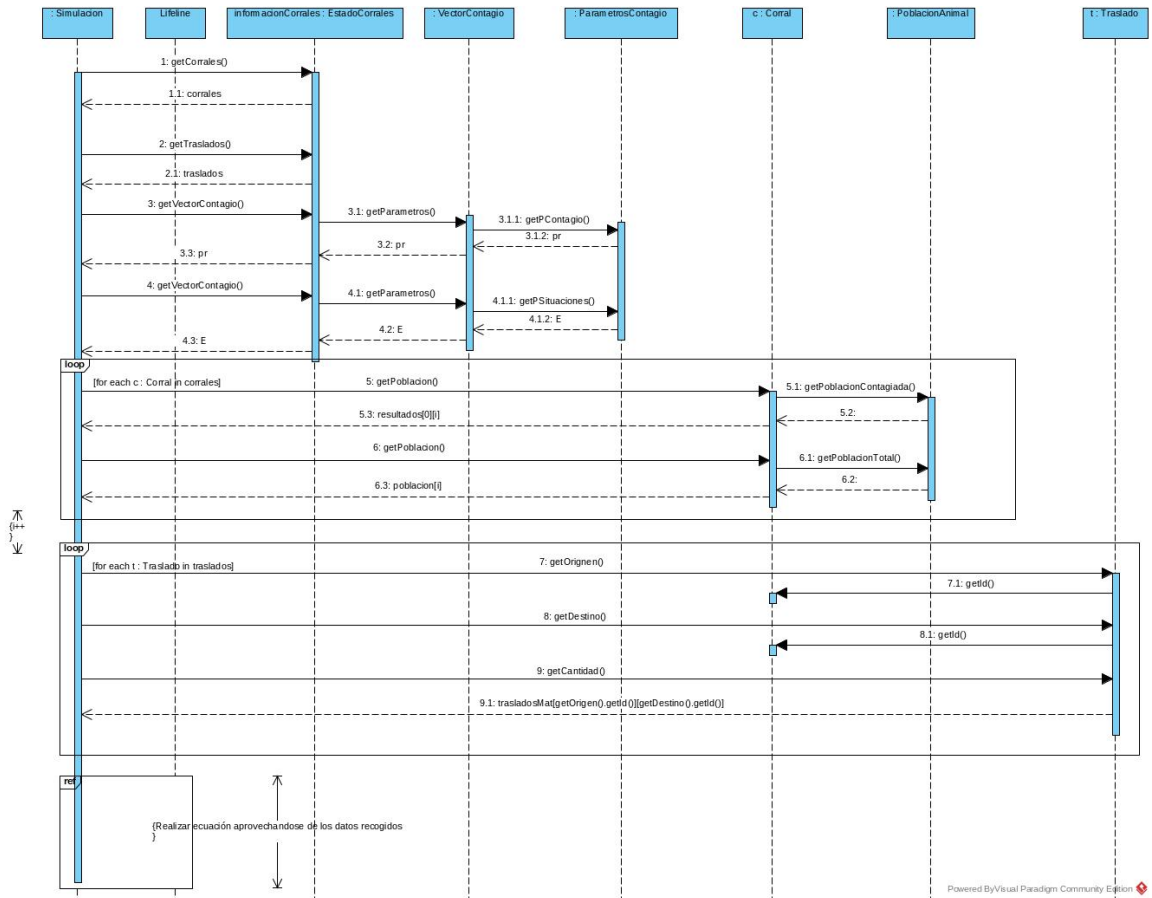 : Simulacion
Lifeline
informacionCorrales : EstadoCorrales
: VectorContagio
: ParametrosContagio
c : Corral
: PoblacionAnimal
t : Traslado
1: getCorrales()
1.1: corrales
2: getTraslados()
2.1: traslados
3: getVectorContagio()
3.1: getParametros()
3.1.1: getPContagio()
3.1.2: pr
3.2: pr
3.3: pr
4: getVectorContagio()
4.1: getParametros()
4.1.1: getPSituaciones()
4.1.2: E
4.2: E
4.3: E
loop
[for each c : Corral in corrales]
5: getPoblacion()
5.1: getPoblacionContagiada()
5.2:
5.3: resultados[0][i]
6: getPoblacion()
6.1: getPoblacionTotal()
6.2:
6.3: poblacion[i]
{i++
}
loop
[for each t : Traslado in traslados]
7: getOrignen()
7.1: getId()
8: getDestino()
8.1: getId()
9: getCantidad()
9.1: trasladosMat[getOrigen().getId()][getDestino().getId()]
ref
{Realizar ecuación aprovechandose de los datos recogidos
}
Powered ByVisual Paradigm Community Edition